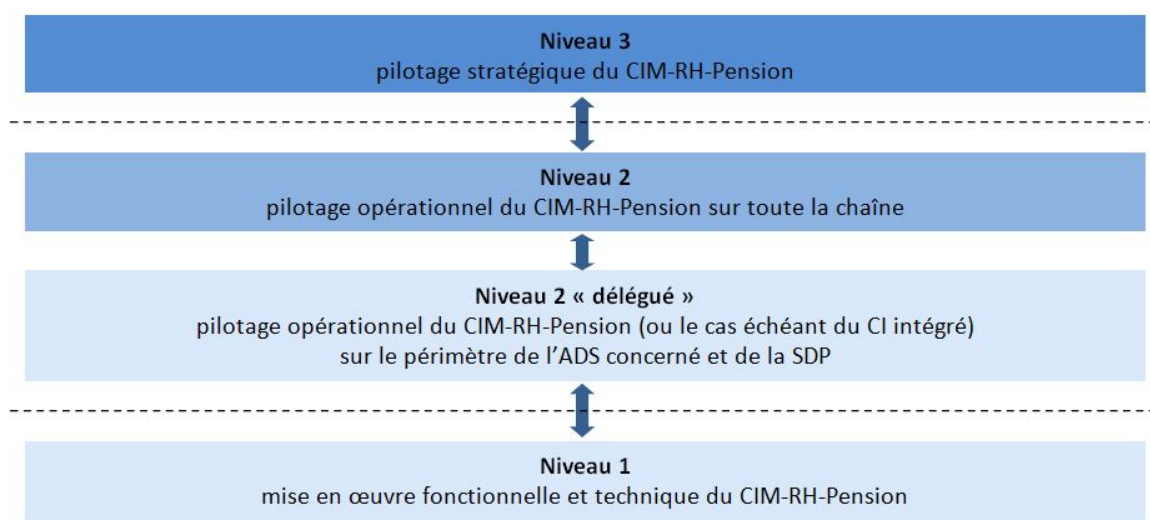 Niveau 3
pilotage stratégique du CIM-RH-Pension
Niveau 2
pilotage opérationnel du CIM-RH-Pension sur toute la chaîne
Niveau 2 « délégué »
pilotage opérationnel du CIM-RH-Pension (ou le cas échéant du CI intégré)
sur le périmètre de l'ADS concerné et de la SDP
Niveau 1
mise en œuvre fonctionnelle et technique du CIM-RH-Pension